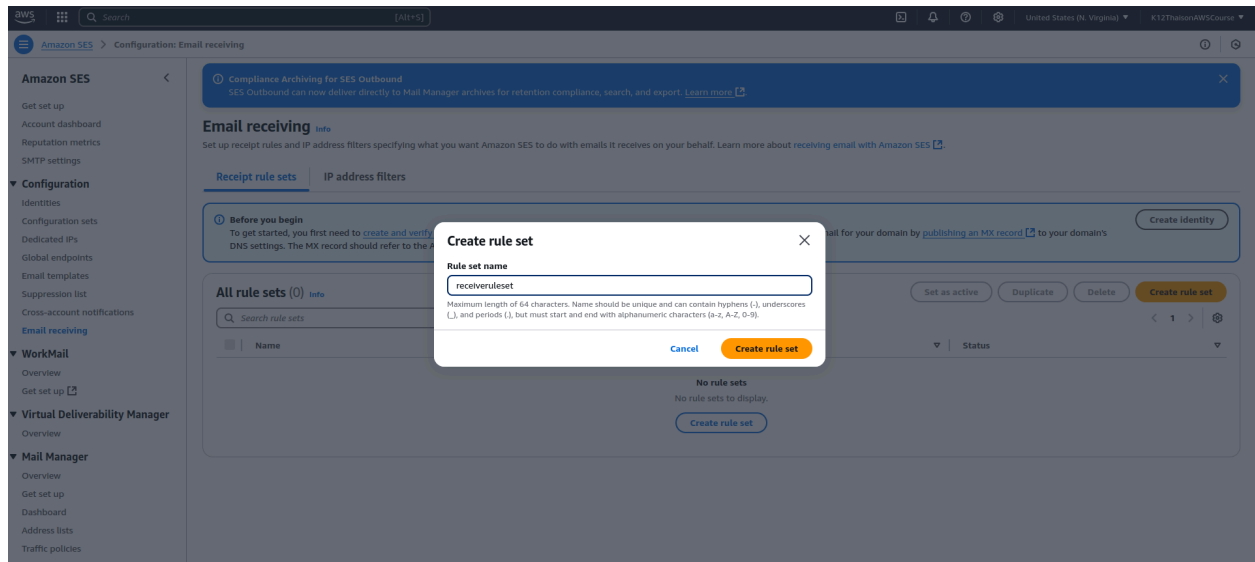 aws
Search
[Alt+S]
United States (N. Virginia)
K12ThaisonAWSCourse
Amazon SES > Configuration: Email receiving
Amazon SES
Get set up
Account dashboard
Reputation metrics
SMTP settings
Configuration
Identities
Configuration sets
Dedicated IPs
Global endpoints
Email templates
Suppression list
Cross-account notifications
Email receiving
WorkMail
Overview
Get set up
Virtual Deliverability Manager
Overview
Mail Manager
Overview
Get set up
Dashboard
Address lists
Traffic policies
Compliance Archiving for SES Outbound
SES Outbound can now deliver directly to Mail Manager archives for retention compliance, search, and export. Learn more
Email receiving Info
Set up receipt rules and IP address filters specifying what you want Amazon SES to do with emails it receives on your behalf. Learn more about receiving email with Amazon SES
Receipt rule sets
IP address filters
Before you begin
To get started, you first need to create and verify
ail for your domain by publishing an MX record to your domain's
DNS settings. The MX record should refer to the A
Create identity
All rule sets (0) Info
Set as active
Duplicate
Delete
Create rule set
Search rule sets
1
Name
Status
No rule sets
No rule sets to display.
Create rule set
Create rule set
Rule set name
receiveruleset
Maximum length of 64 characters. Name should be unique and can contain hyphens (-), underscores
(_), and periods (.), but must start and end with alphanumeric characters (a-z, A-Z, 0-9).
Cancel
Create rule set